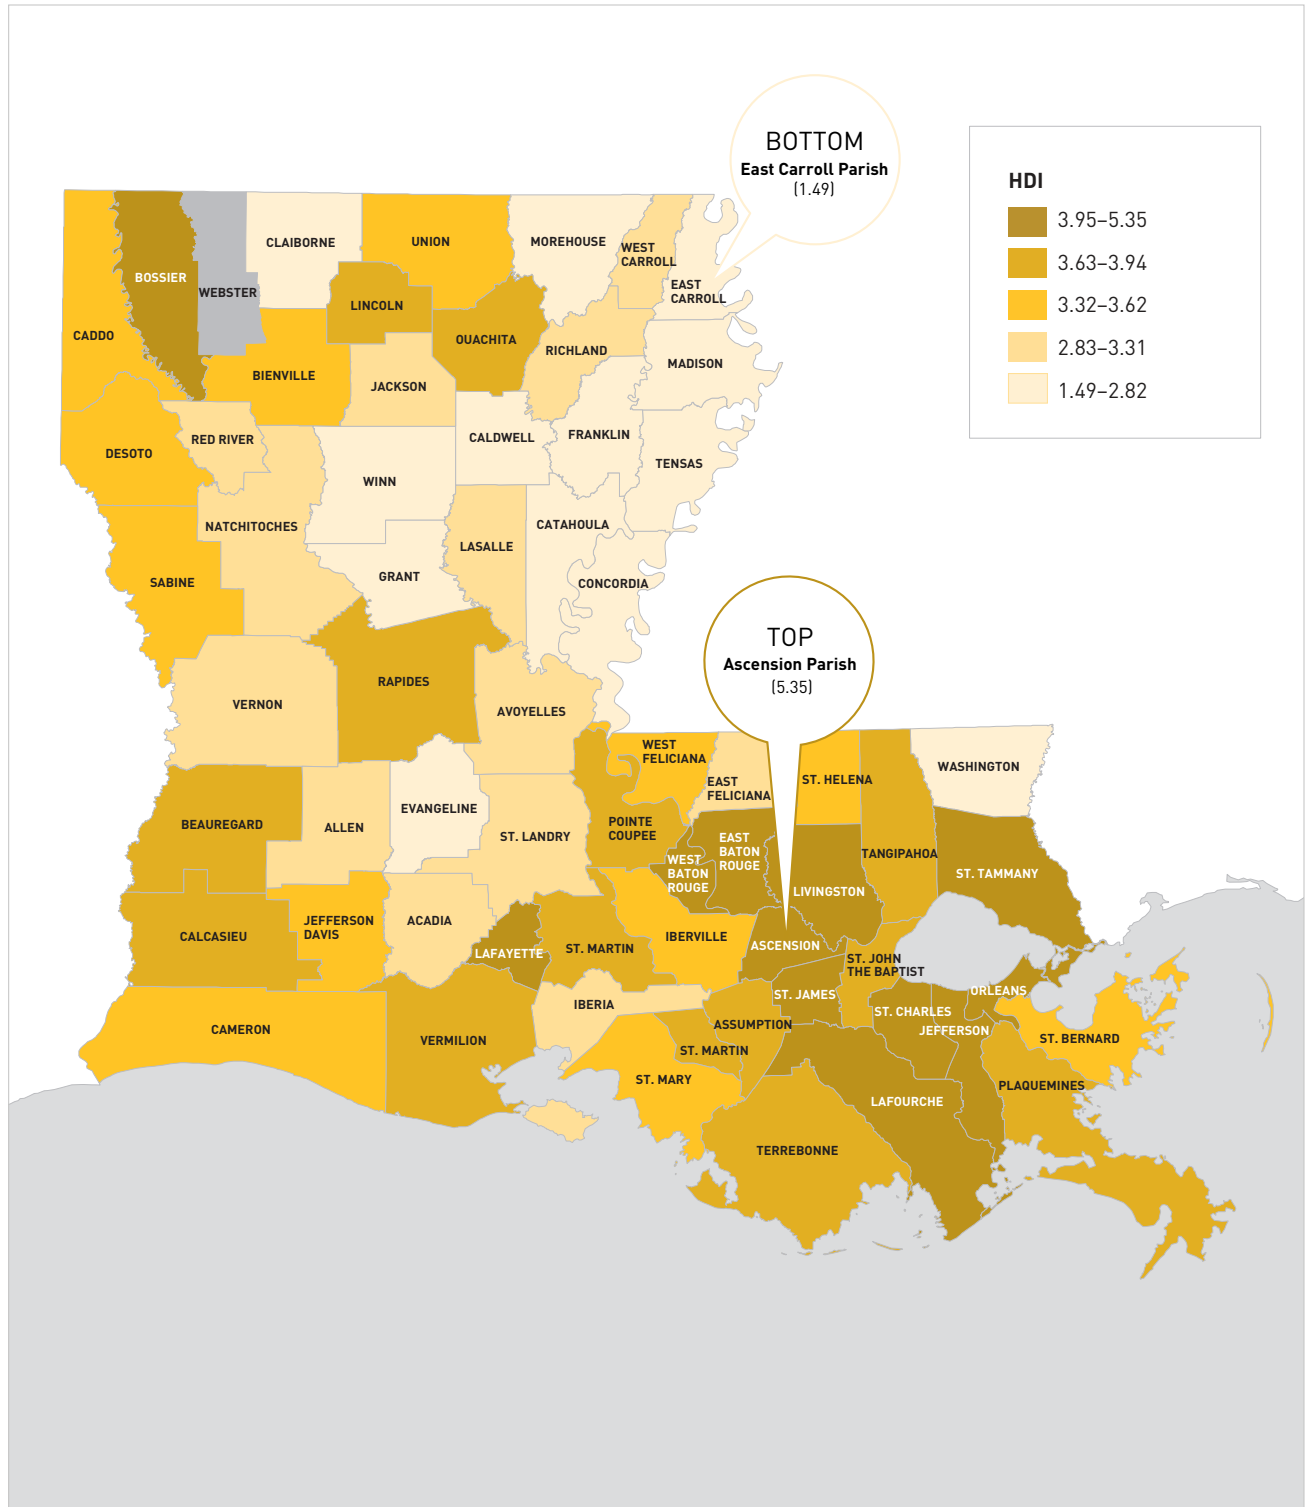 BOTTOM
East Carroll Parish
(1.49)
HDI
3.95–5.35
3.63–3.94
3.32–3.62
2.83–3.31
1.49–2.82
CLAIBORNE
UNION
MOREHOUSE
WEST
CARROLL
BOSSIER
WEBSTER
EAST
CARROLL
LINCOLN
CADDO
OUACHITA
RICHLAND
MADISON
BIENVILLE
JACKSON
RED RIVER
CALDWELL
FRANKLIN
DESOTO
TENSAS
WINN
NATCHITOCHES
CATAHOULA
LASALLE
SABINE
GRANT
CONCORDIA
TOP
Ascension Parish
(5.35)
RAPIDES
VERNON
AVOYELLES
WEST
FELICIANA
EAST
FELICIANA
ST. HELENA
WASHINGTON
EVANGELINE
BEAUREGARD
ALLEN
ST. LANDRY
POINTE
COUPEE
EAST
BATON
ROUGE
WEST
BATON
ROUGE
TANGIPAHOA
LIVINGSTON
ST. TAMMANY
JEFFERSON
DAVIS
ACADIA
CALCASIEU
LAFAYETTE
ST. MARTIN
IBERVILLE
ASCENSION
ST. JOHN
THE BAPTIST
IBERIA
ST. JAMES
ORLEANS
ST. CHARLES
CAMERON
VERMILION
ASSUMPTION
JEFFERSON
ST. BERNARD
ST. MARTIN
ST. MARY
PLAQUEMINES
LAFOURCHE
TERREBONNE